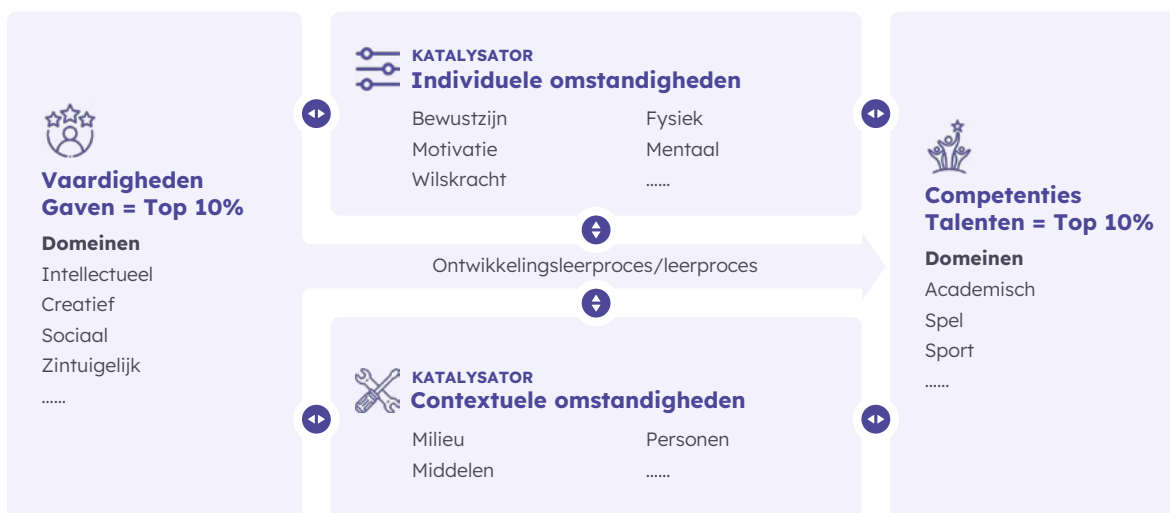 Vaardigheden
Gaven = Top 10%
Domeinen
Intellectueel
Creatief
Sociaal
Zintuigelijk
......
KATALYSATOR
Individuele omstandigheden
Bewustzijn
Motivatie
Wilskracht
Fysiek
Mentaal
......
Ontwikkelingsleerproces/leerproces
KATALYSATOR
Contextuele omstandigheden
Milieu
Middelen
Personen
......
Competenties
Talenten = Top 10%
Domeinen
Academisch
Spel
Sport
......